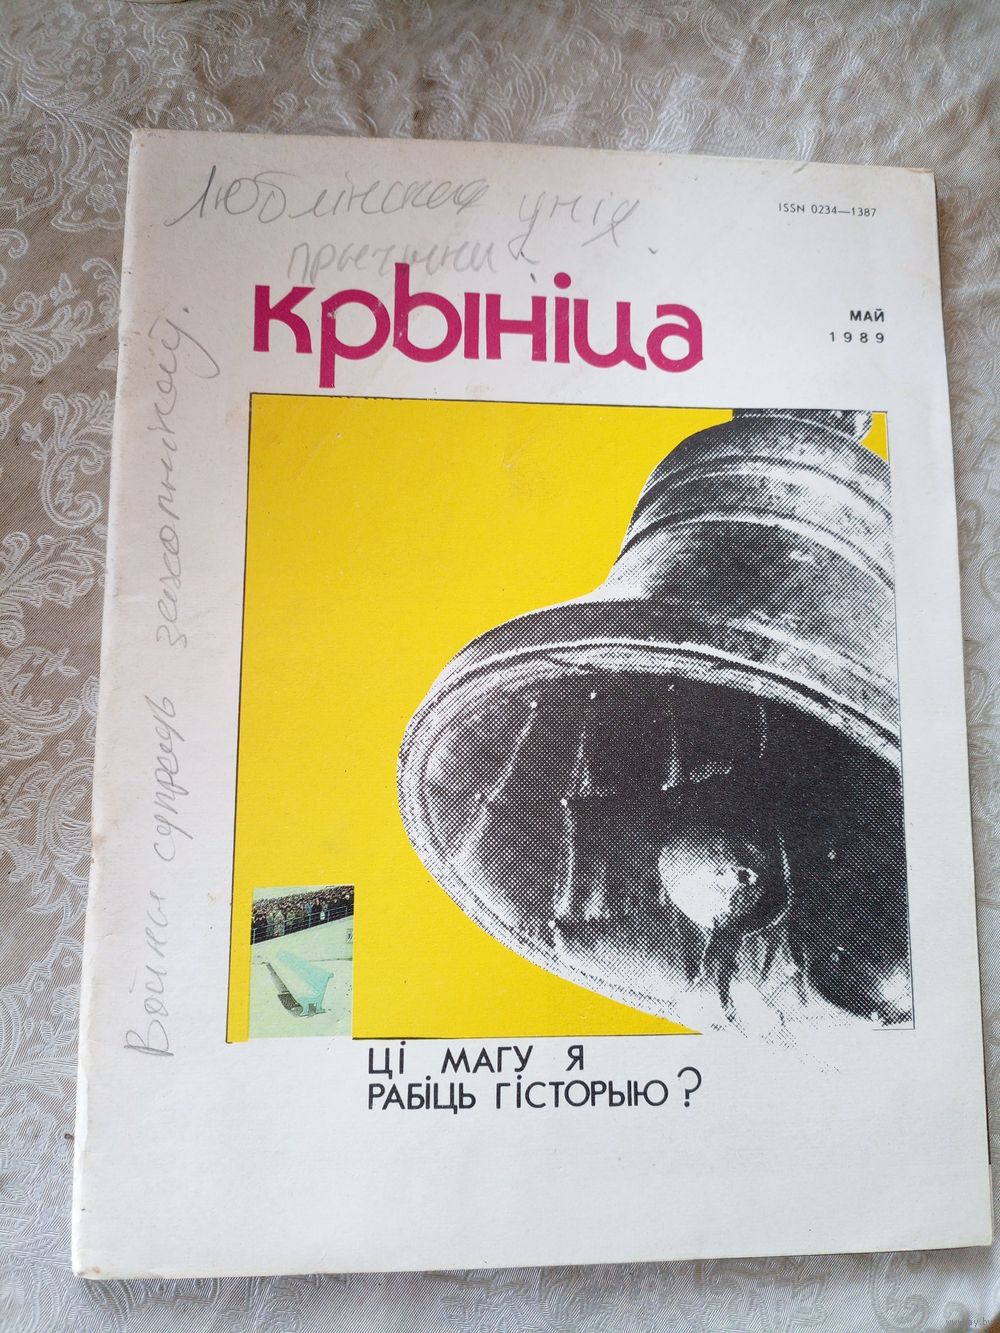 Люблінская унія
прычыны
ISSN 0234—1387
крыніца
МАЙ
1989
Войны супраць захопнікаў.
ЦІ МАГУ Я
РАБІЦЬ ГІСТОРЫЮ?